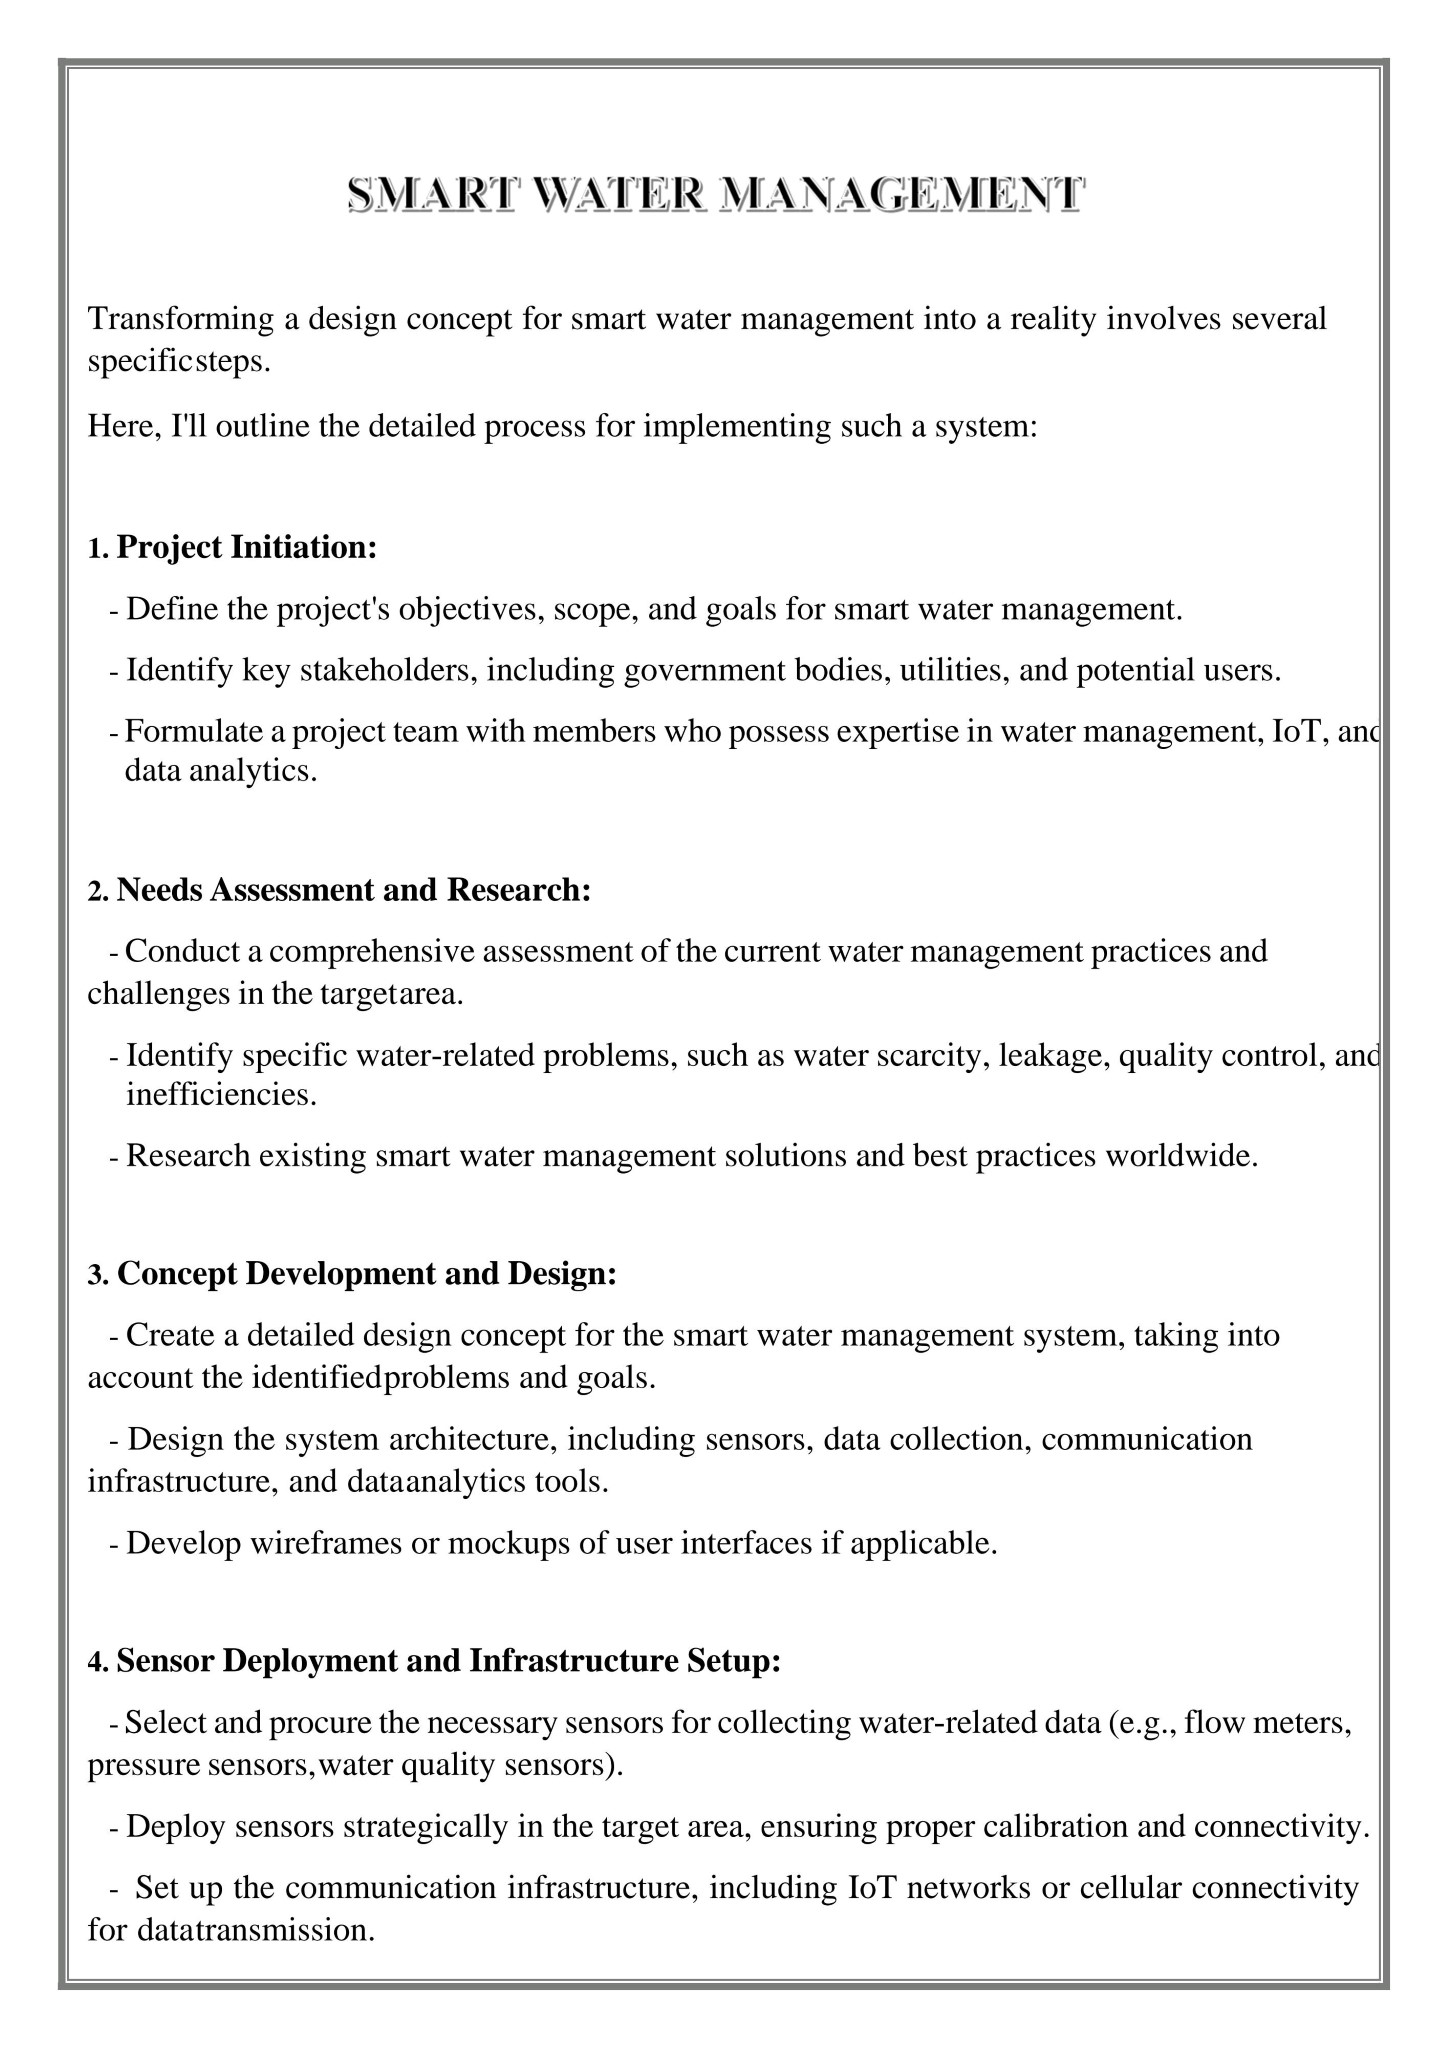 SMART WATER MANAGEMENT
Transforming a design concept for smart water management into a reality involves several
specificsteps.
Here, I'll outline the detailed process for implementing such a system:
1. Project Initiation:
- Define the project's objectives, scope, and goals for smart water management.
- Identify key stakeholders, including government bodies, utilities, and potential users.
- Formulate a project team with members who possess expertise in water management, IoT, and
data analytics.
2. Needs Assessment and Research:
- Conduct a comprehensive assessment of the current water management practices and
challenges in the targetarea.
- Identify specific water-related problems, such as water scarcity, leakage, quality control, and
inefficiencies.
- Research existing smart water management solutions and best practices worldwide.
3. Concept Development and Design:
- Create a detailed design concept for the smart water management system, taking into
account the identifiedproblems and goals.
- Design the system architecture, including sensors, data collection, communication
infrastructure, and dataanalytics tools.
- Develop wireframes or mockups of user interfaces if applicable.
4. Sensor Deployment and Infrastructure Setup:
- Select and procure the necessary sensors for collecting water-related data (e.g., flow meters,
pressure sensors,water quality sensors).
- Deploy sensors strategically in the target area, ensuring proper calibration and connectivity.
- Set up the communication infrastructure, including IoT networks or cellular connectivity
for datatransmission.